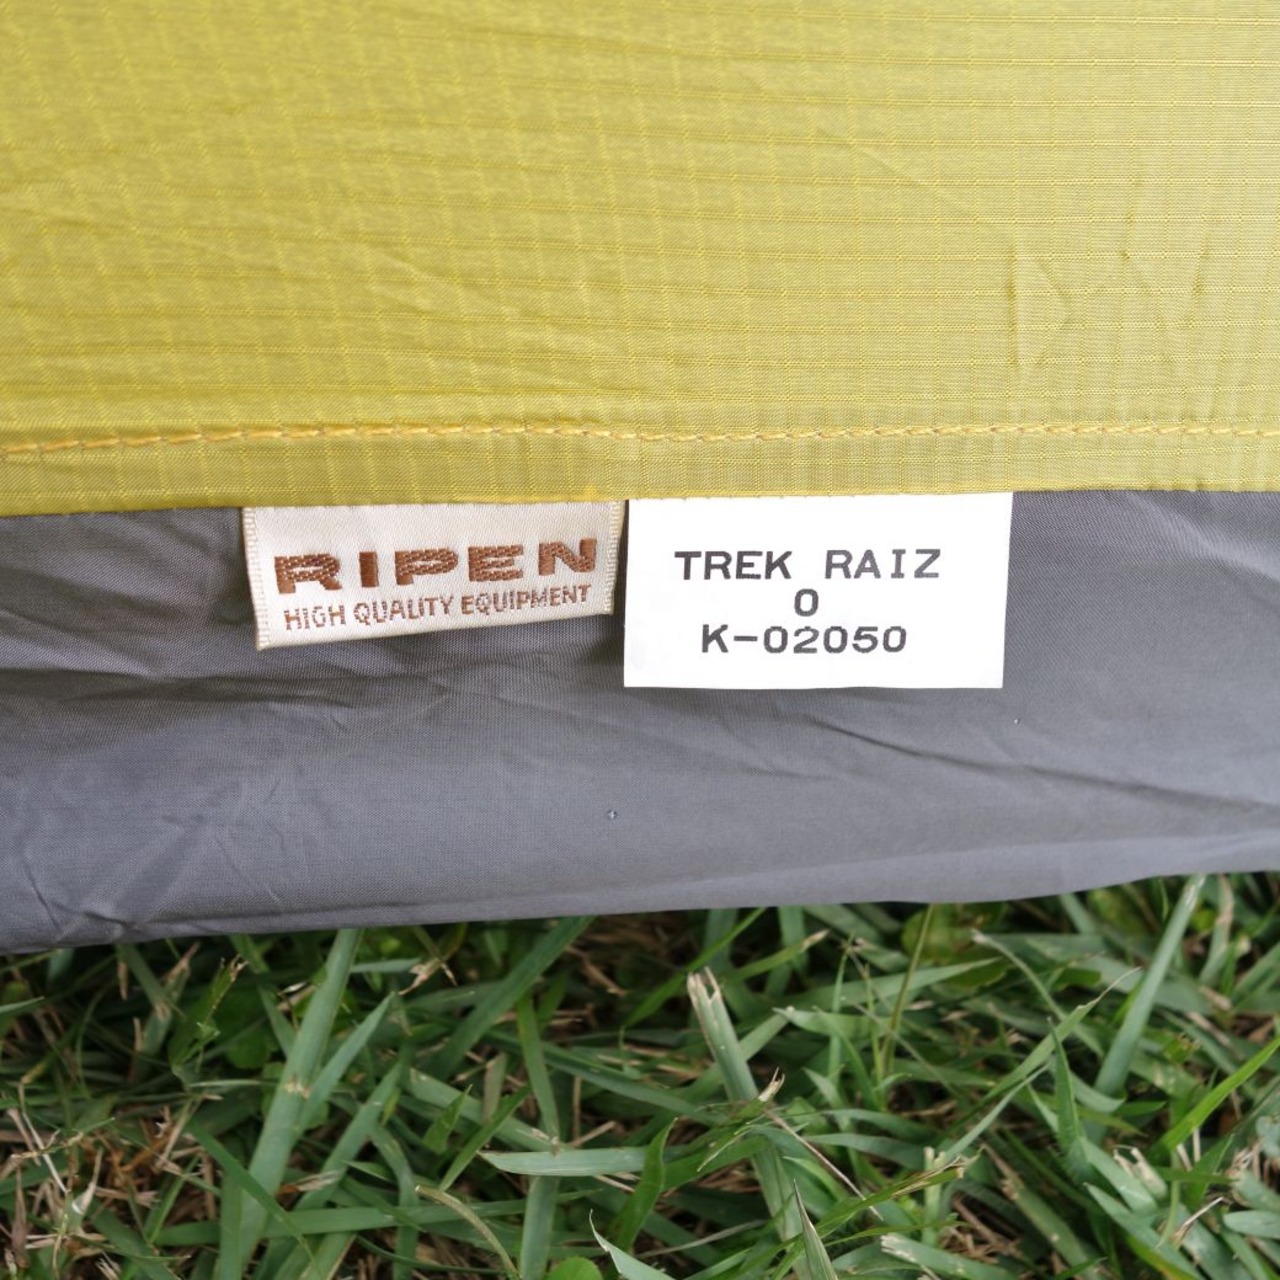 RIPEN
HIGH QUALITY EQUIPMENT
TREK RAIZ
0
K-02050